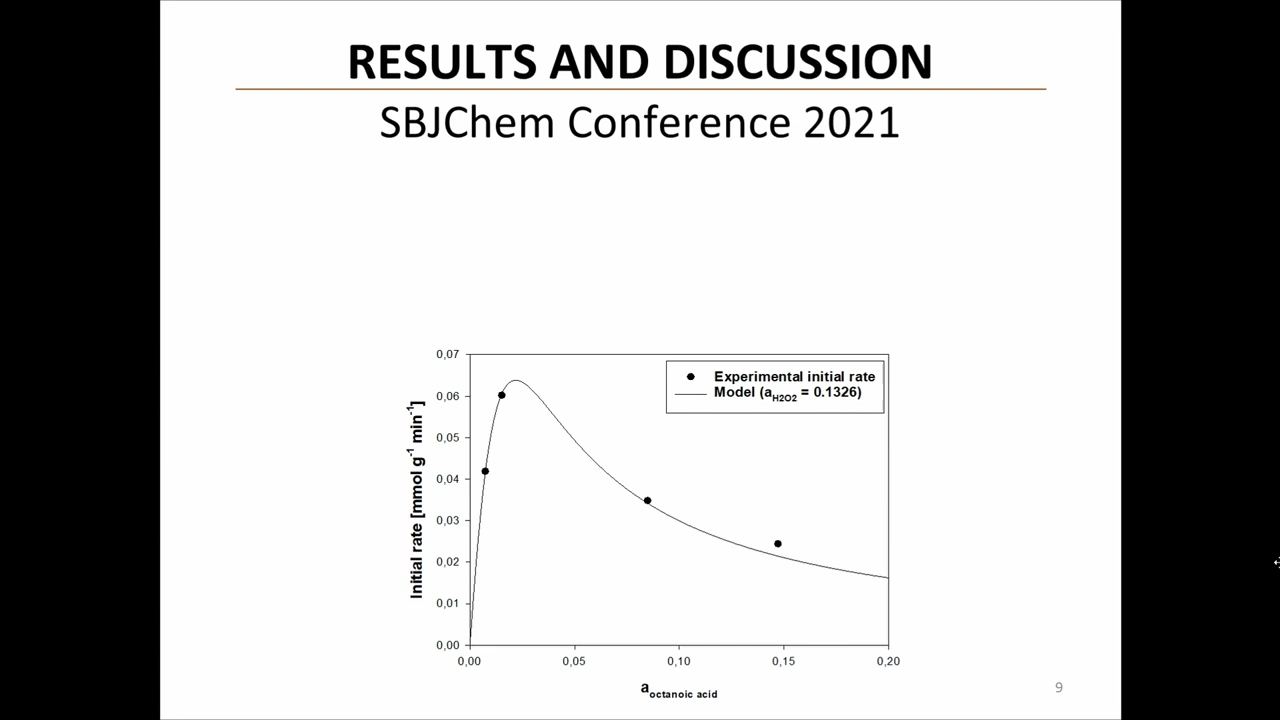 RESULTS AND DISCUSSION
SBJChem Conference 2021
0,07
0,06
0,05
0,04
0,03
0,02
0,01
0,00
Initial rate [mmol g-1 min-1]
Experimental initial rate
Model (aH2O2 = 0.1326)
0,00 0,05 0,10 0,15 0,20
aoctanoic acid
9